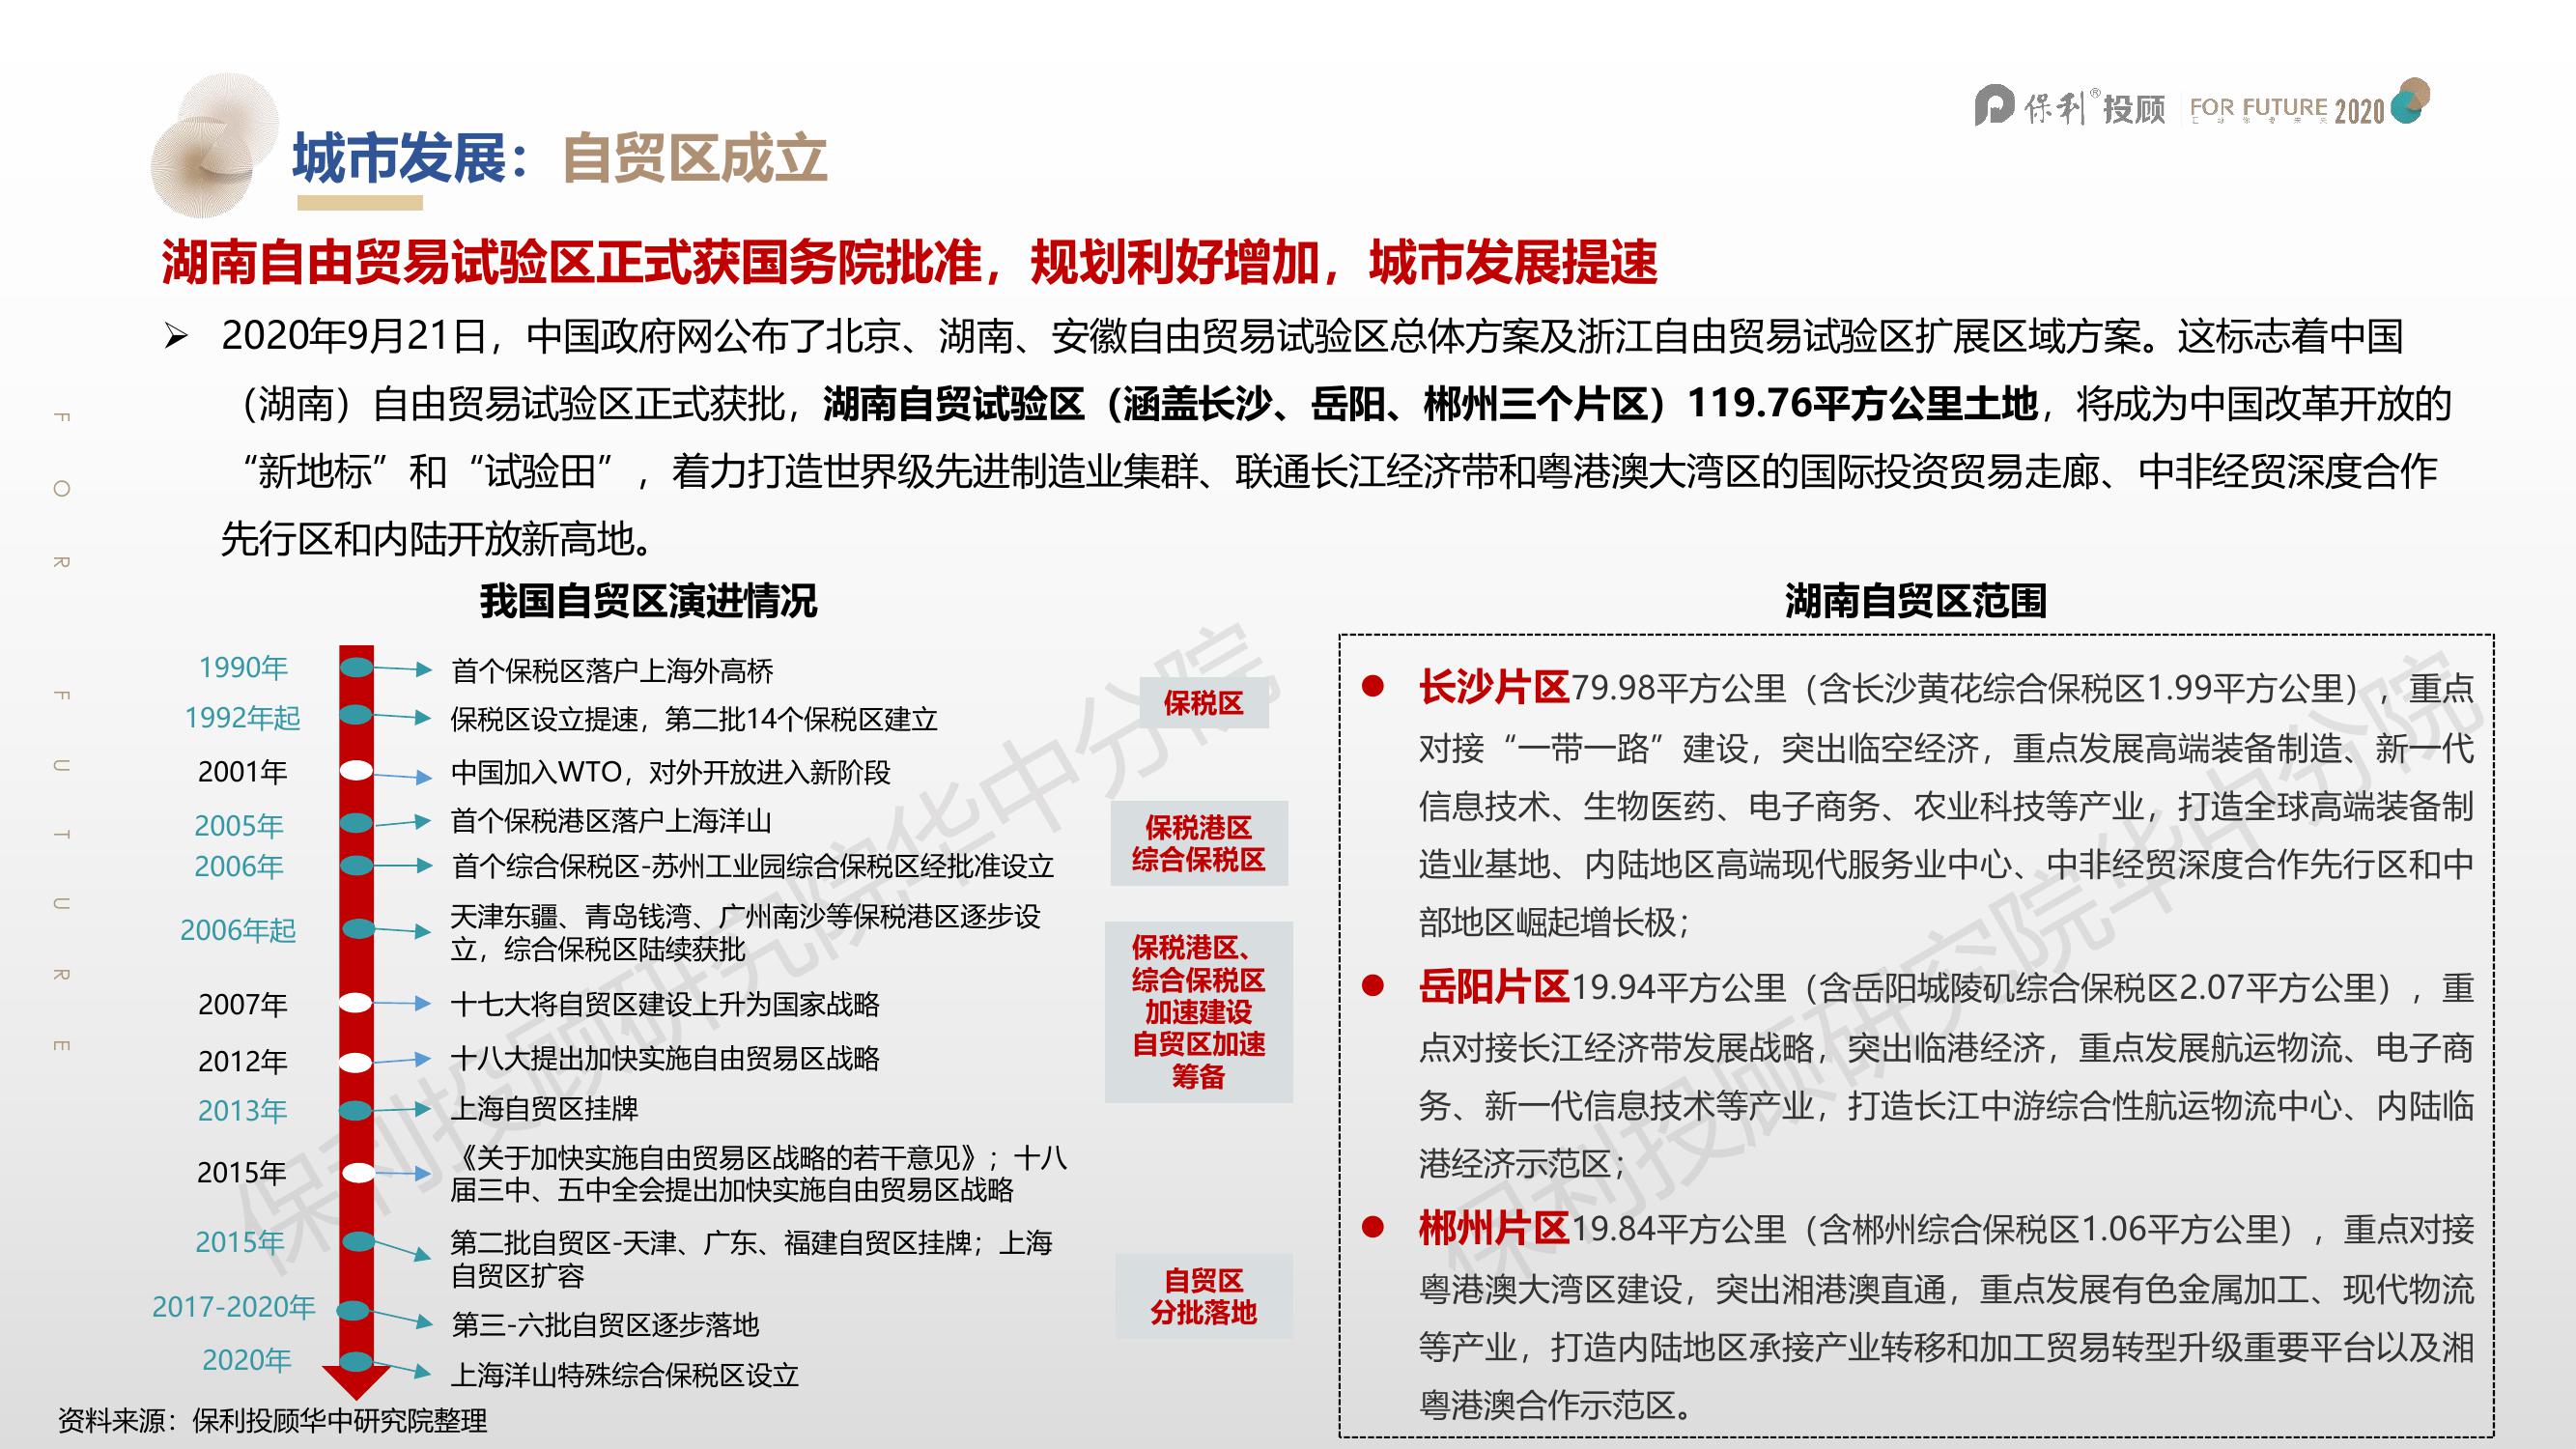 保利®投顾 FOR FUTURE 2020
城市发展：自贸区成立
湖南自由贸易试验区正式获国务院批准，规划利好增加，城市发展提速
➢ 2020年9月21日，中国政府网公布了北京、湖南、安徽自由贸易试验区总体方案及浙江自由贸易试验区扩展区域方案。这标志着中国
（湖南）自由贸易试验区正式获批，湖南自贸试验区（涵盖长沙、岳阳、郴州三个片区）119.76平方公里土地，将成为中国改革开放的
“新地标”和“试验田”，着力打造世界级先进制造业集群、联通长江经济带和粤港澳大湾区的国际投资贸易走廊、中非经贸深度合作
先行区和内陆开放新高地。
FOR FUTURE
我国自贸区演进情况
1990年 首个保税区落户上海外高桥
1992年起 保税区设立提速，第二批14个保税区建立
2001年 中国加入WTO，对外开放进入新阶段
2005年 首个保税港区落户上海洋山
2006年 首个综合保税区-苏州工业园综合保税区经批准设立
2006年起 天津东疆、青岛钱湾、广州南沙等保税港区逐步设
立，综合保税区陆续获批
2007年 十七大将自贸区建设上升为国家战略
2012年 十八大提出加快实施自由贸易区战略
2013年 上海自贸区挂牌
2015年 《关于加快实施自由贸易区战略的若干意见》；十八
届三中、五中全会提出加快实施自由贸易区战略
2015年 第二批自贸区-天津、广东、福建自贸区挂牌；上海
自贸区扩容
2017-2020年 第三-六批自贸区逐步落地
2020年 上海洋山特殊综合保税区设立
保税区
保税港区
综合保税区
保税港区、
综合保税区
加速建设
自贸区加速
筹备
自贸区
分批落地
湖南自贸区范围
● 长沙片区79.98平方公里（含长沙黄花综合保税区1.99平方公里），重点
对接“一带一路”建设，突出临空经济，重点发展高端装备制造、新一代
信息技术、生物医药、电子商务、农业科技等产业，打造全球高端装备制
造业基地、内陆地区高端现代服务业中心、中非经贸深度合作先行区和中
部地区崛起增长极；
● 岳阳片区19.94平方公里（含岳阳城陵矶综合保税区2.07平方公里），重
点对接长江经济带发展战略，突出临港经济，重点发展航运物流、电子商
务、新一代信息技术等产业，打造长江中游综合性航运物流中心、内陆临
港经济示范区；
● 郴州片区19.84平方公里（含郴州综合保税区1.06平方公里），重点对接
粤港澳大湾区建设，突出湘港澳直通，重点发展有色金属加工、现代物流
等产业，打造内陆地区承接产业转移和加工贸易转型升级重要平台以及湘
粤港澳合作示范区。
资料来源：保利投顾华中研究院整理
保利投顾研究院华中分院
保利投顾研究院华中分院